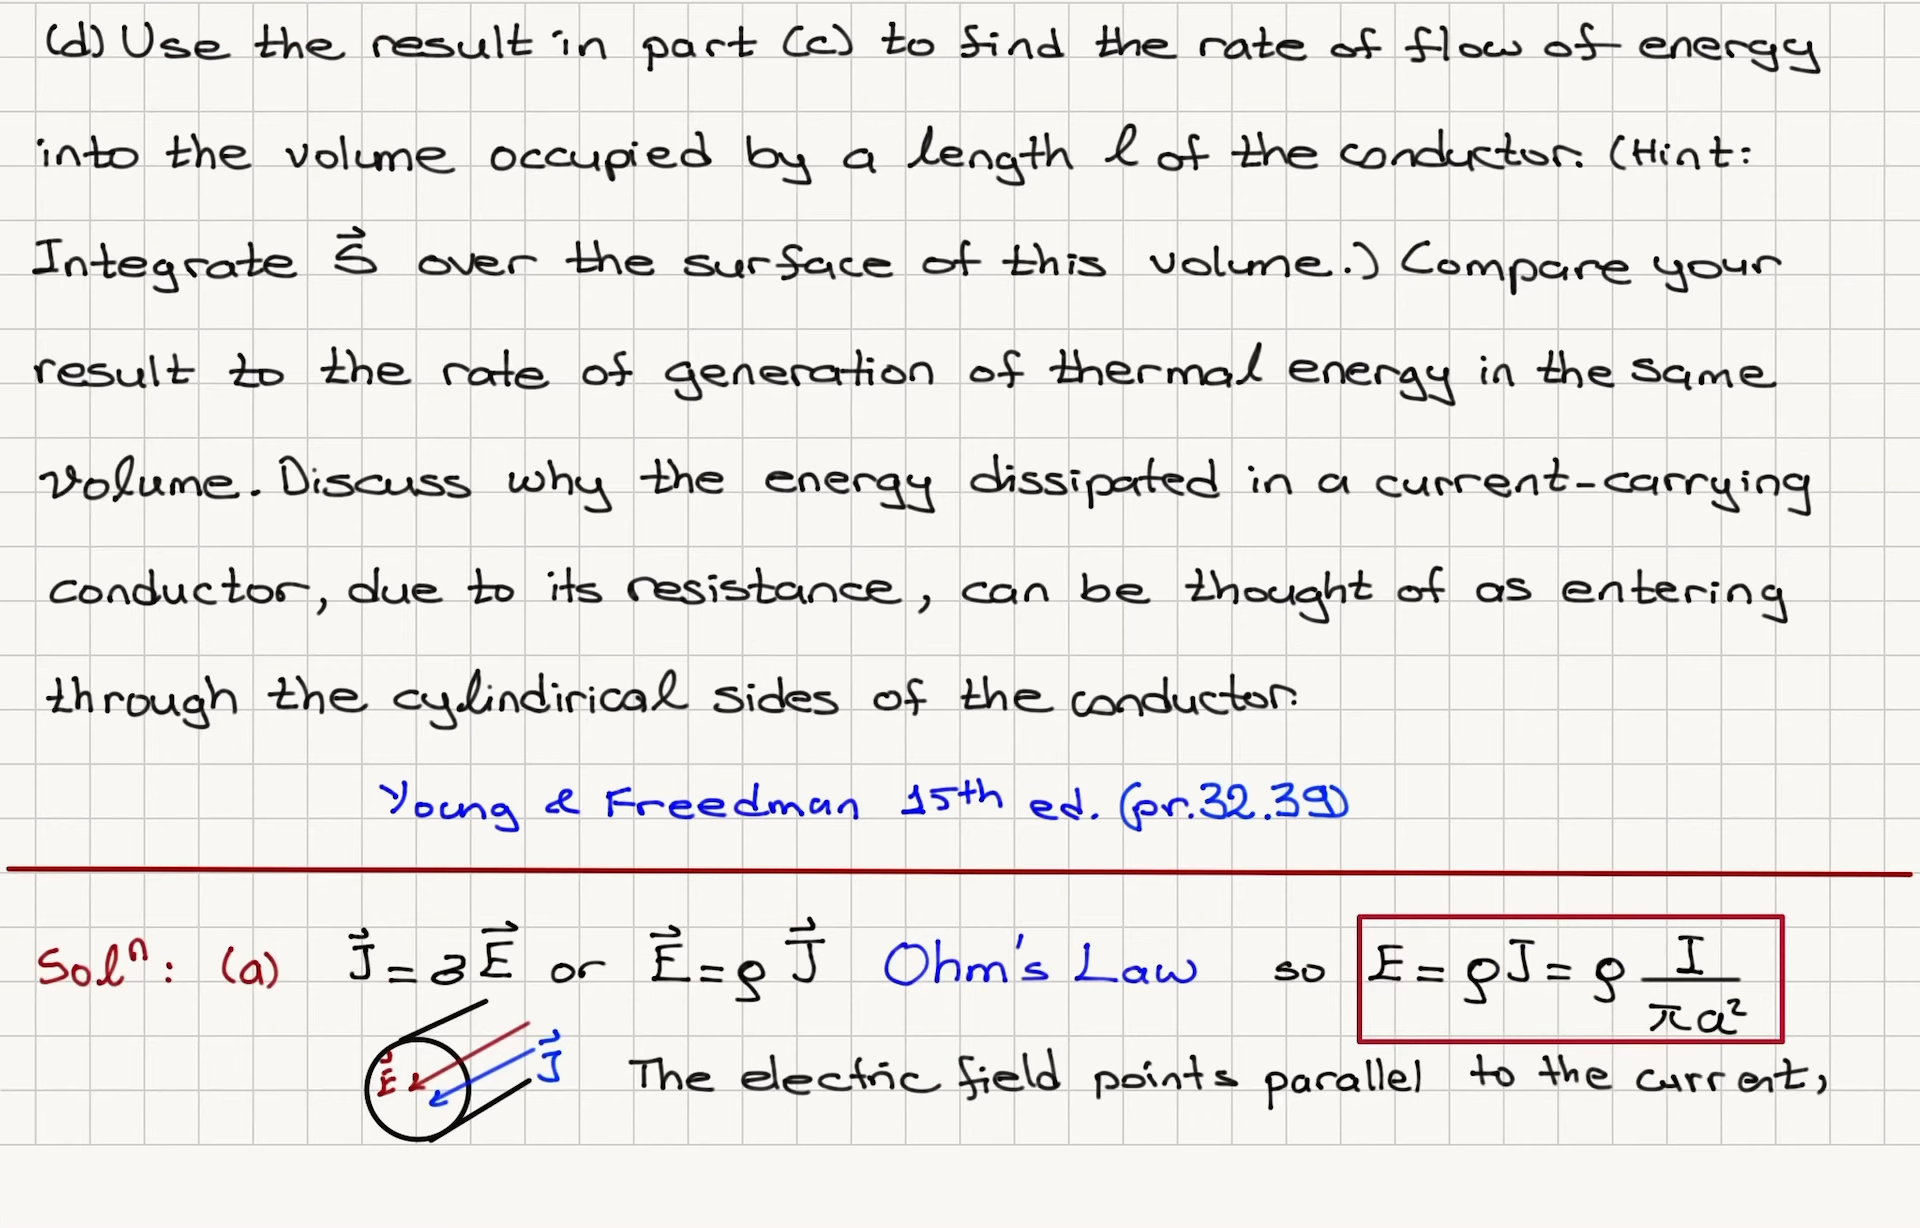 (d) Use the result in part (c) to find the rate of flow of energy
into the volume occupied by a length ℓ of the conductor. (Hint:
Integrate S⃗ over the surface of this volume.) Compare your
result to the rate of generation of thermal energy in the same
volume. Discuss why the energy dissipated in a current-carrying
conductor, due to its resistance, can be thought of as entering
through the cylindirical sides of the conductor.
Young & Freedman 15th ed. (pr.32.39)
Solⁿ: (a) J⃗ = σE⃗ or E⃗ = ρJ⃗ Ohm's Law so E = ρJ = ρ I/πa²
E⃗ J⃗ The electric field points parallel to the current,